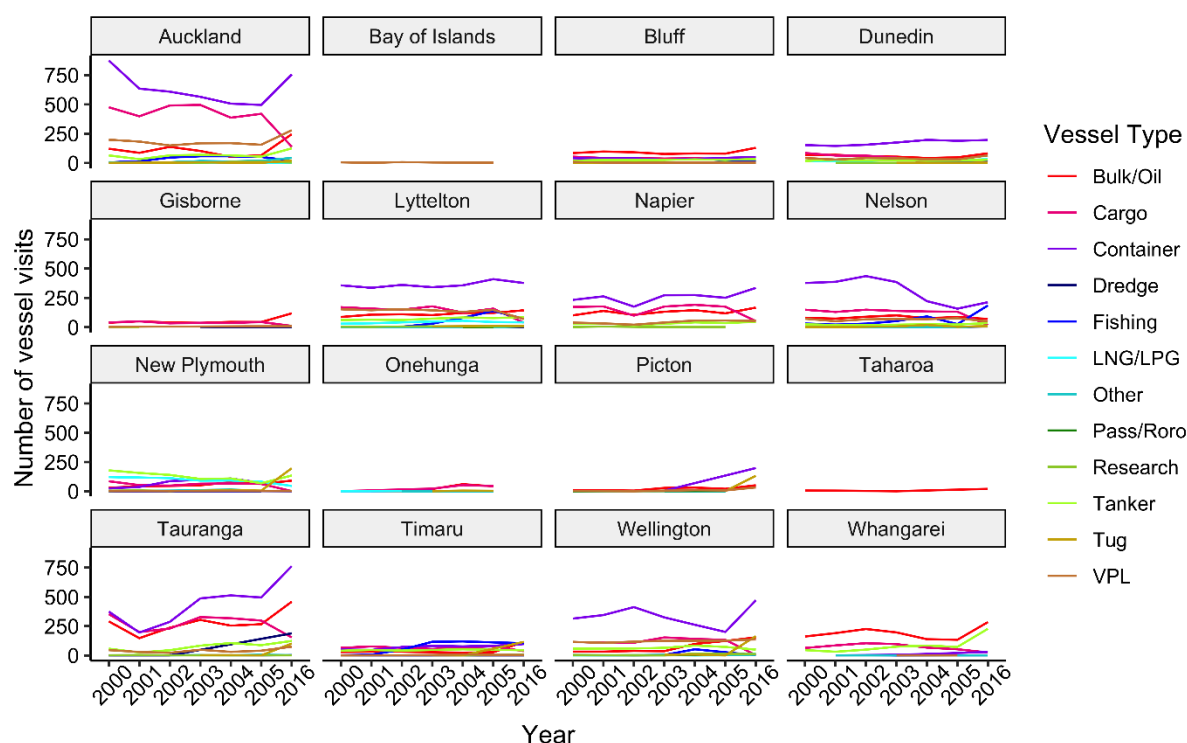 Auckland
Bay of Islands
Bluff
Dunedin
750
500
250
0
Gisborne
Lyttelton
Napier
Nelson
750
500
250
0
New Plymouth
Onehunga
Picton
Taharoa
750
500
250
0
Tauranga
Timaru
Wellington
Whangarei
750
500
250
0
2000 2001 2002 2003 2004 2005 2016
2000 2001 2002 2003 2004 2005 2016
2000 2001 2002 2003 2004 2005 2016
2000 2001 2002 2003 2004 2005 2016
Year
Number of vessel visits
Vessel Type
Bulk/Oil
Cargo
Container
Dredge
Fishing
LNG/LPG
Other
Pass/Roro
Research
Tanker
Tug
VPL